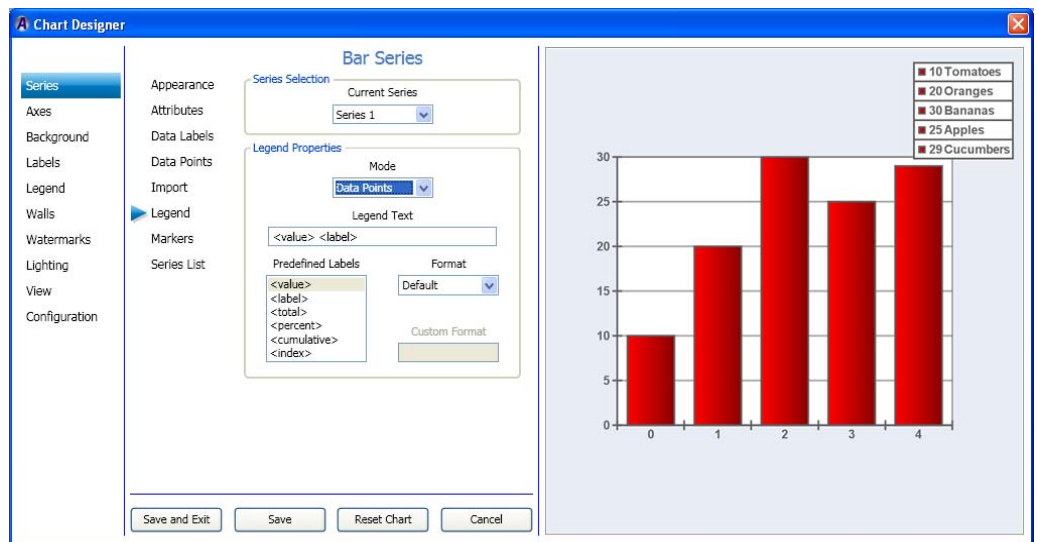 Chart Designer
Series
Axes
Background
Labels
Legend
Walls
Watermarks
Lighting
View
Configuration
Appearance
Attributes
Data Labels
Data Points
Import
Legend
Markers
Series List
Bar Series
Series Selection
Current Series
Series 1
Legend Properties
Mode
Data Points
Legend Text
<value> <label>
Predefined Labels
<value>
<label>
<total>
<percent>
<cumulative>
<index>
Format
Default
Custom Format
Save and Exit
Save
Reset Chart
Cancel
10 Tomatoes
20 Oranges
30 Bananas
25 Apples
29 Cucumbers
30
25
20
15
10
5
0
0 1 2 3 4